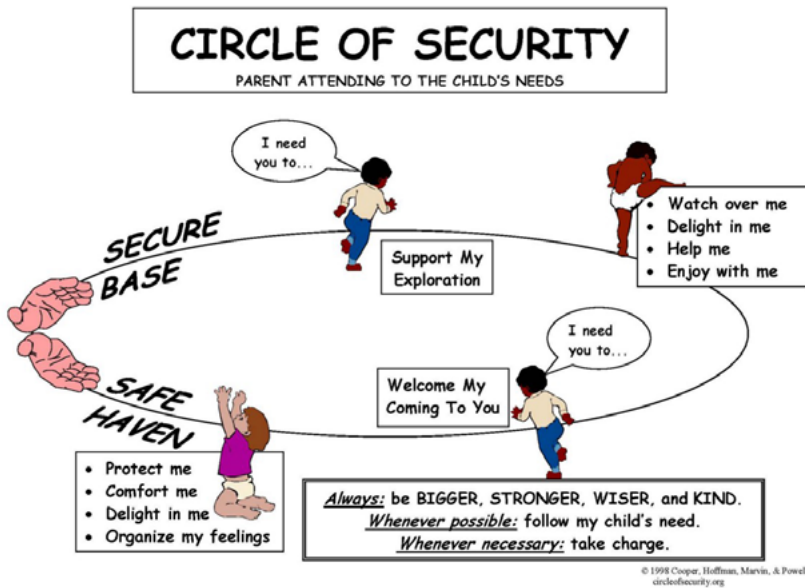 CIRCLE OF SECURITY
PARENT ATTENDING TO THE CHILD'S NEEDS
I need
you to...
SECURE
BASE
Support My
Exploration
• Watch over me
• Delight in me
• Help me
• Enjoy with me
I need
you to...
Welcome My
Coming To You
SAFE
HAVEN
• Protect me
• Comfort me
• Delight in me
• Organize my feelings
Always: be BIGGER, STRONGER, WISER, and KIND.
Whenever possible: follow my child's need.
Whenever necessary: take charge.
© 1998 Cooper, Hoffman, Marvin, & Powel
circleofsecurity.org